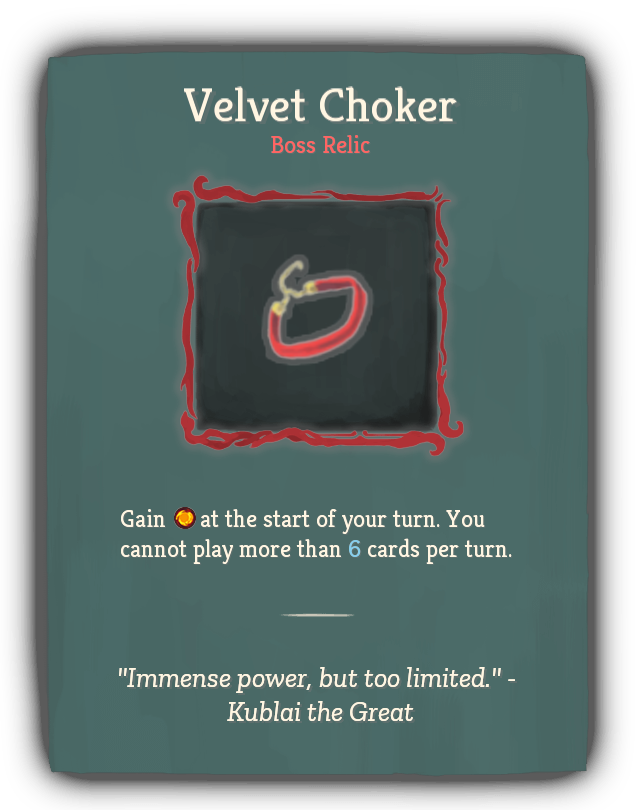 Velvet Choker
Boss Relic
Gain at the start of your turn. You
cannot play more than 6 cards per turn.
"Immense power, but too limited." -
Kublai the Great